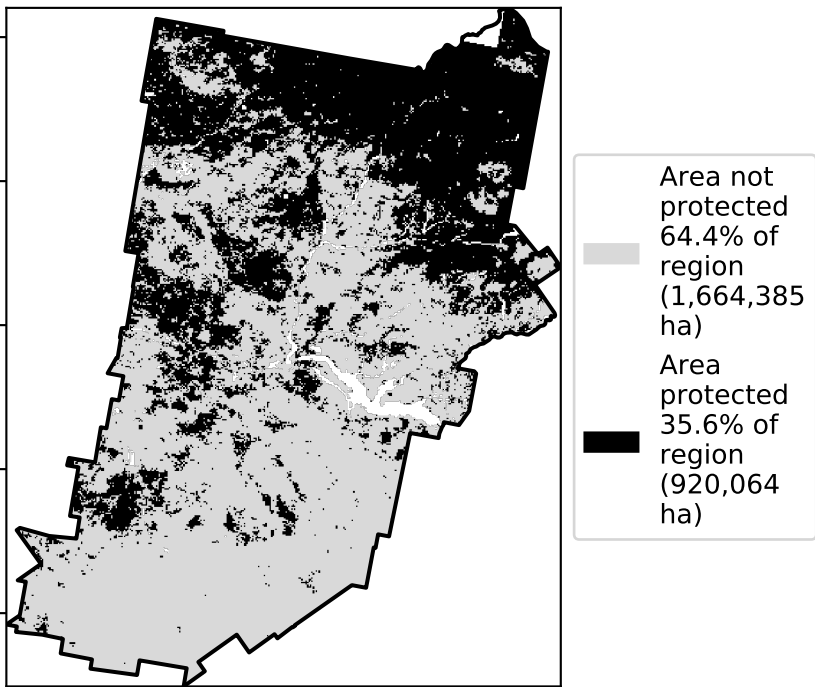 Area not
protected
64.4% of
region
(1,664,385
ha)
Area
protected
35.6% of
region
(920,064
ha)